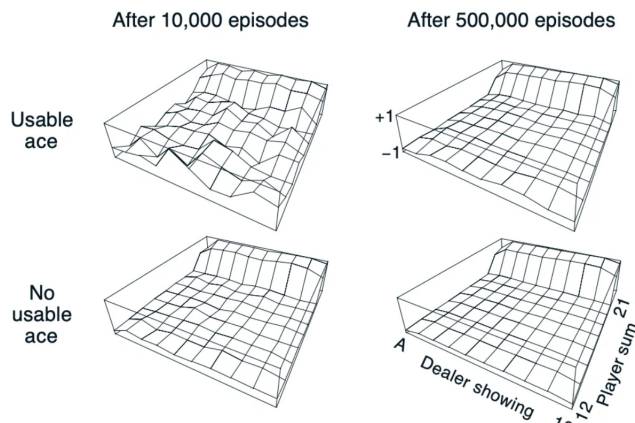 After 10,000 episodes
After 500,000 episodes
Usable
ace
+1
−1
No
usable
ace
A
Dealer showing
12
Player sum
21